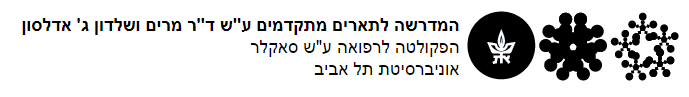 המדרשה לתארים מתקדמים ע"ש ד"ר מרים ושלדון ג' אדלסון
הפקולטה לרפואה ע"ש סאקלר
אוניברסיטת תל אביב